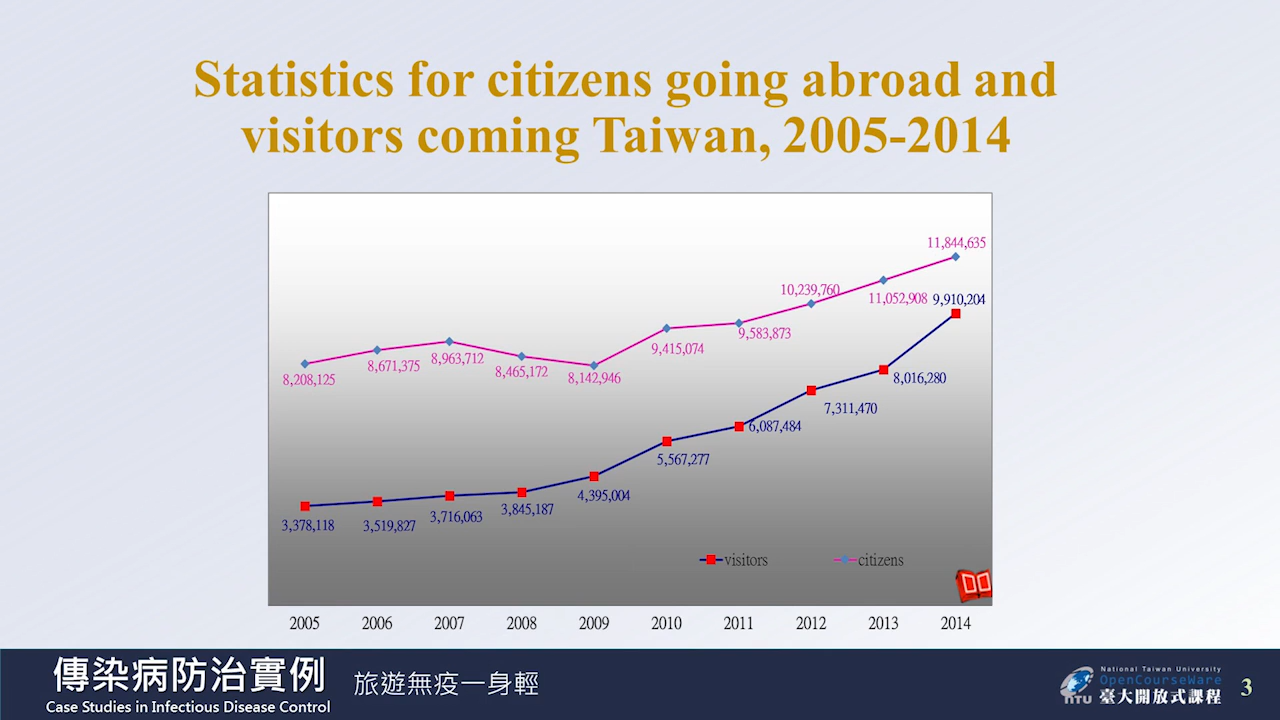 Statistics for citizens going abroad and
visitors coming Taiwan, 2005-2014
11,844,635
10,239,760
11,052,908
9,910,204
9,583,873
9,415,074
8,963,712
8,671,375
8,465,172
8,208,125
8,142,946
8,016,280
7,311,470
6,087,484
5,567,277
4,395,004
3,845,187
3,716,063
3,378,118
3,519,827
visitors
citizens
2005 2006 2007 2008 2009 2010 2011 2012 2013 2014
傳染病防治實例
旅遊無疫一身輕
Case Studies in Infectious Disease Control
National Taiwan University
OpenCourseWare
臺大開放式課程
NTU
3